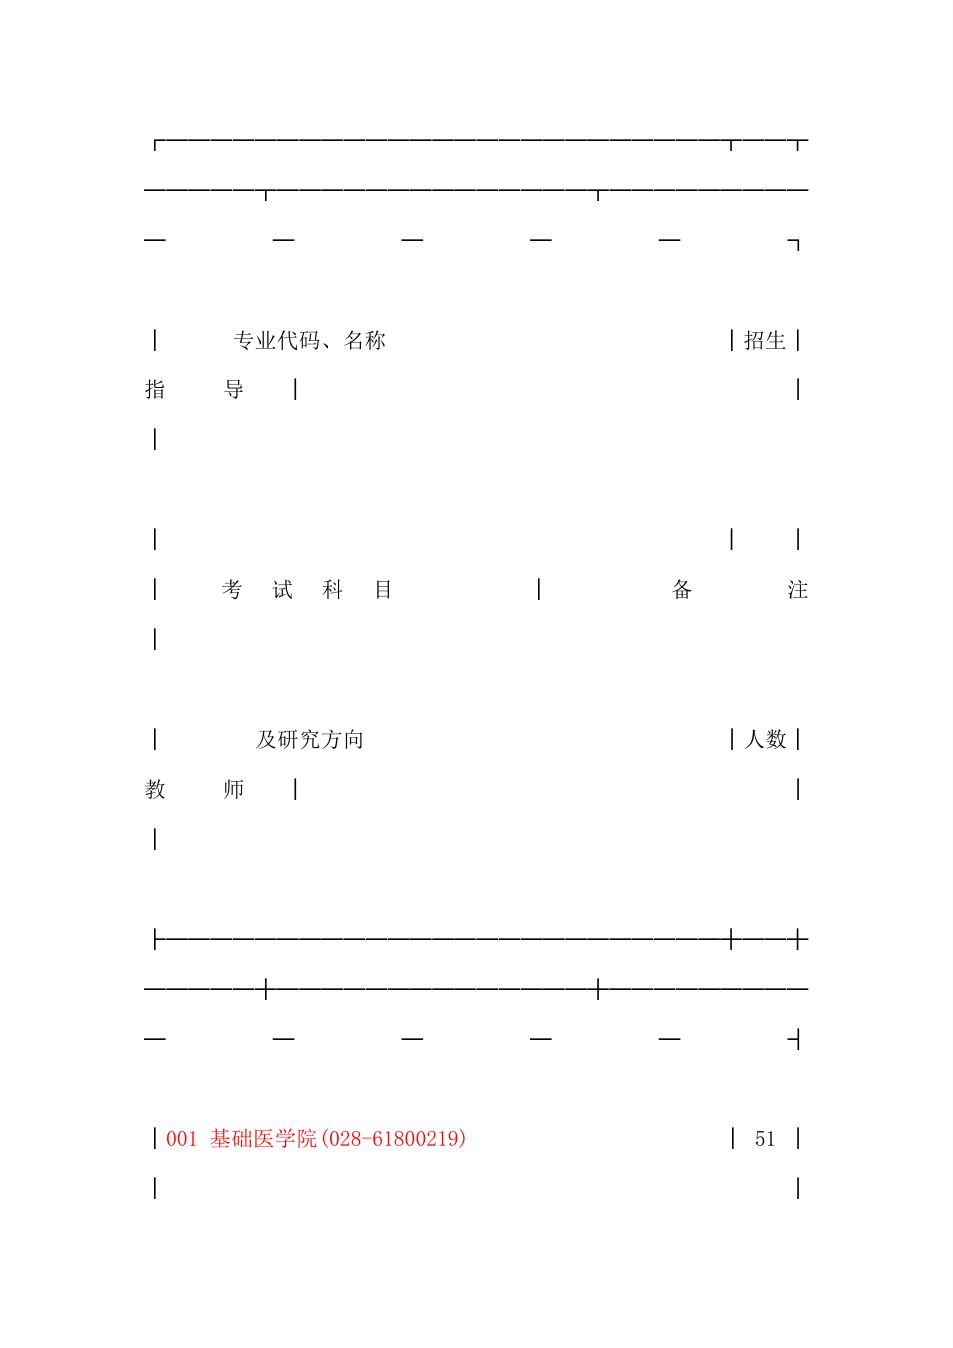 专业代码、名称 招生
指 导
考 试 科 目 备 注
及研究方向 人数
教 师
001 基础医学院(028-61800219) 51